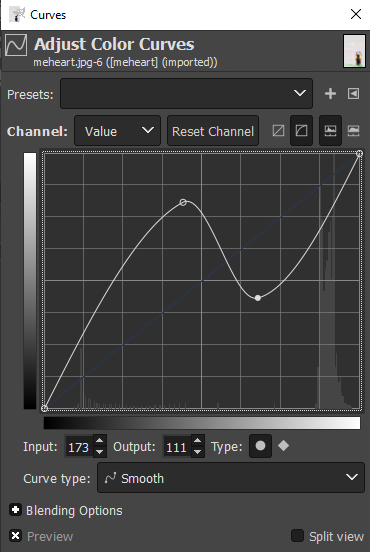 Curves
Adjust Color Curves
meheart.jpg-6 ([meheart] (imported))
Presets:
Channel: Value Reset Channel
Input: 173 Output: 111 Type:
Curve type: Smooth
Blending Options
Preview Split view